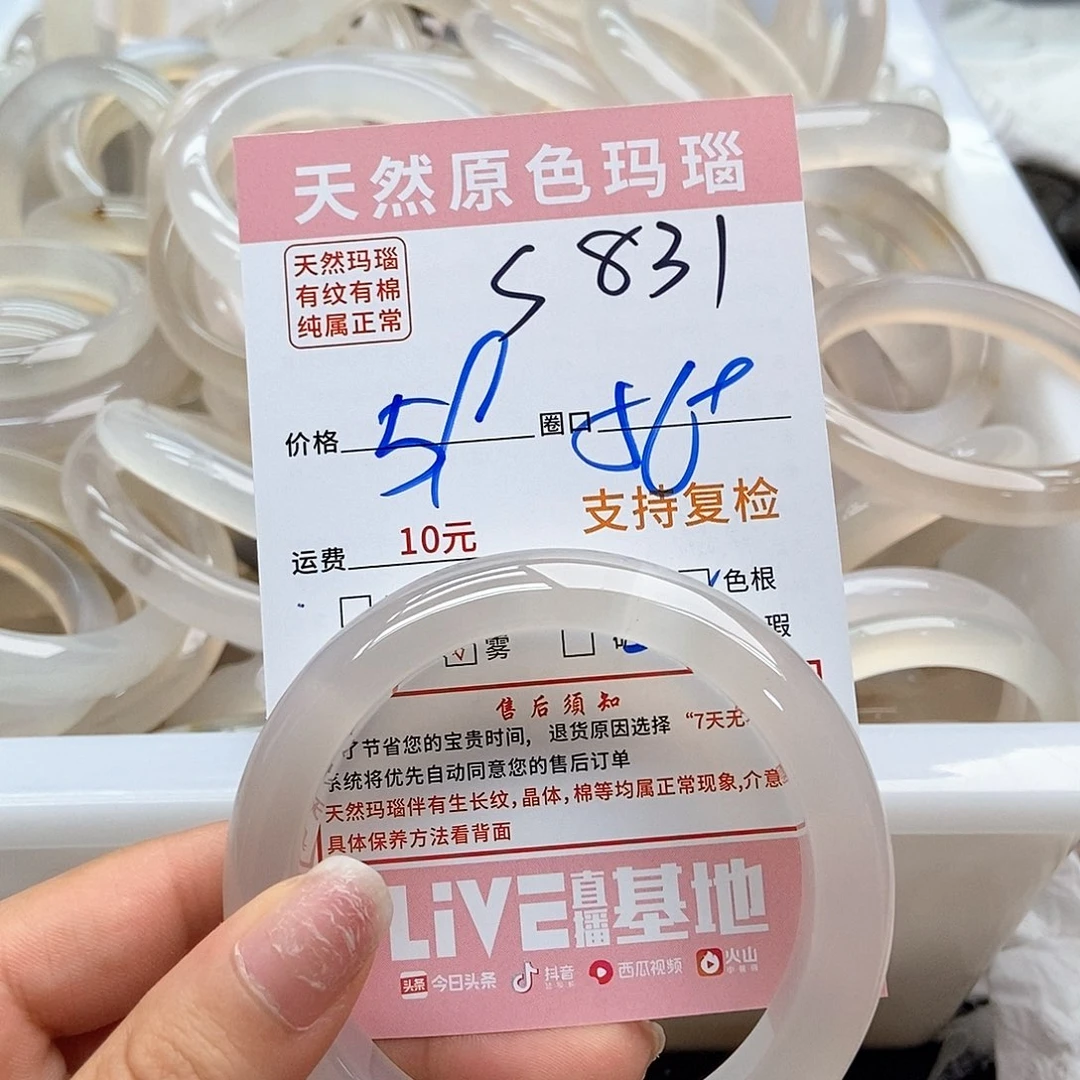 天然原色玛瑙
天然玛瑙
有纹有棉
纯属正常
S 831
价格 圈口 56+
支持复检
运费 10元
色根
雾 瑕
售后须知
节省您的宝贵时间，退货原因选择 “7天无
系统将优先自动同意您的售后订单
天然玛瑙伴有生长纹,晶体,棉等均属正常现象,介意
具体保养方法看背面
LiVE直播基地
头条 今日头条 抖音 西瓜视频 火山